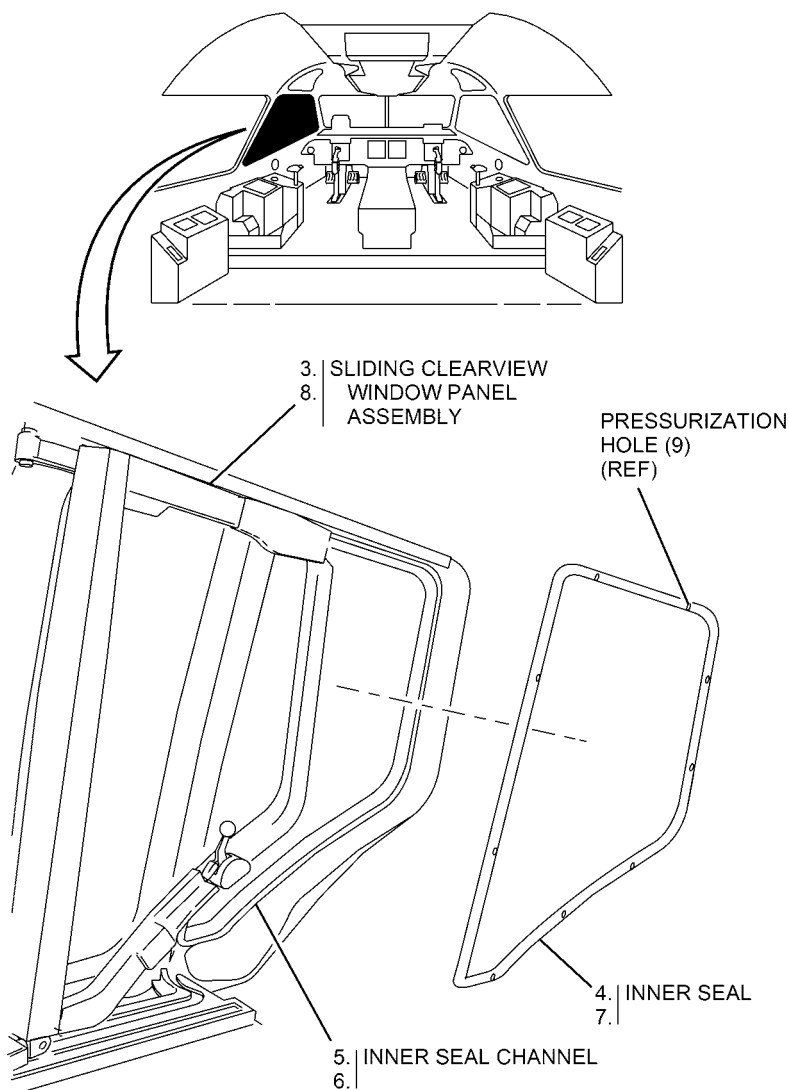 3. SLIDING CLEARVIEW
8. WINDOW PANEL
ASSEMBLY
PRESSURIZATION
HOLE (9)
(REF)
4. INNER SEAL
7.
5. INNER SEAL CHANNEL
6.